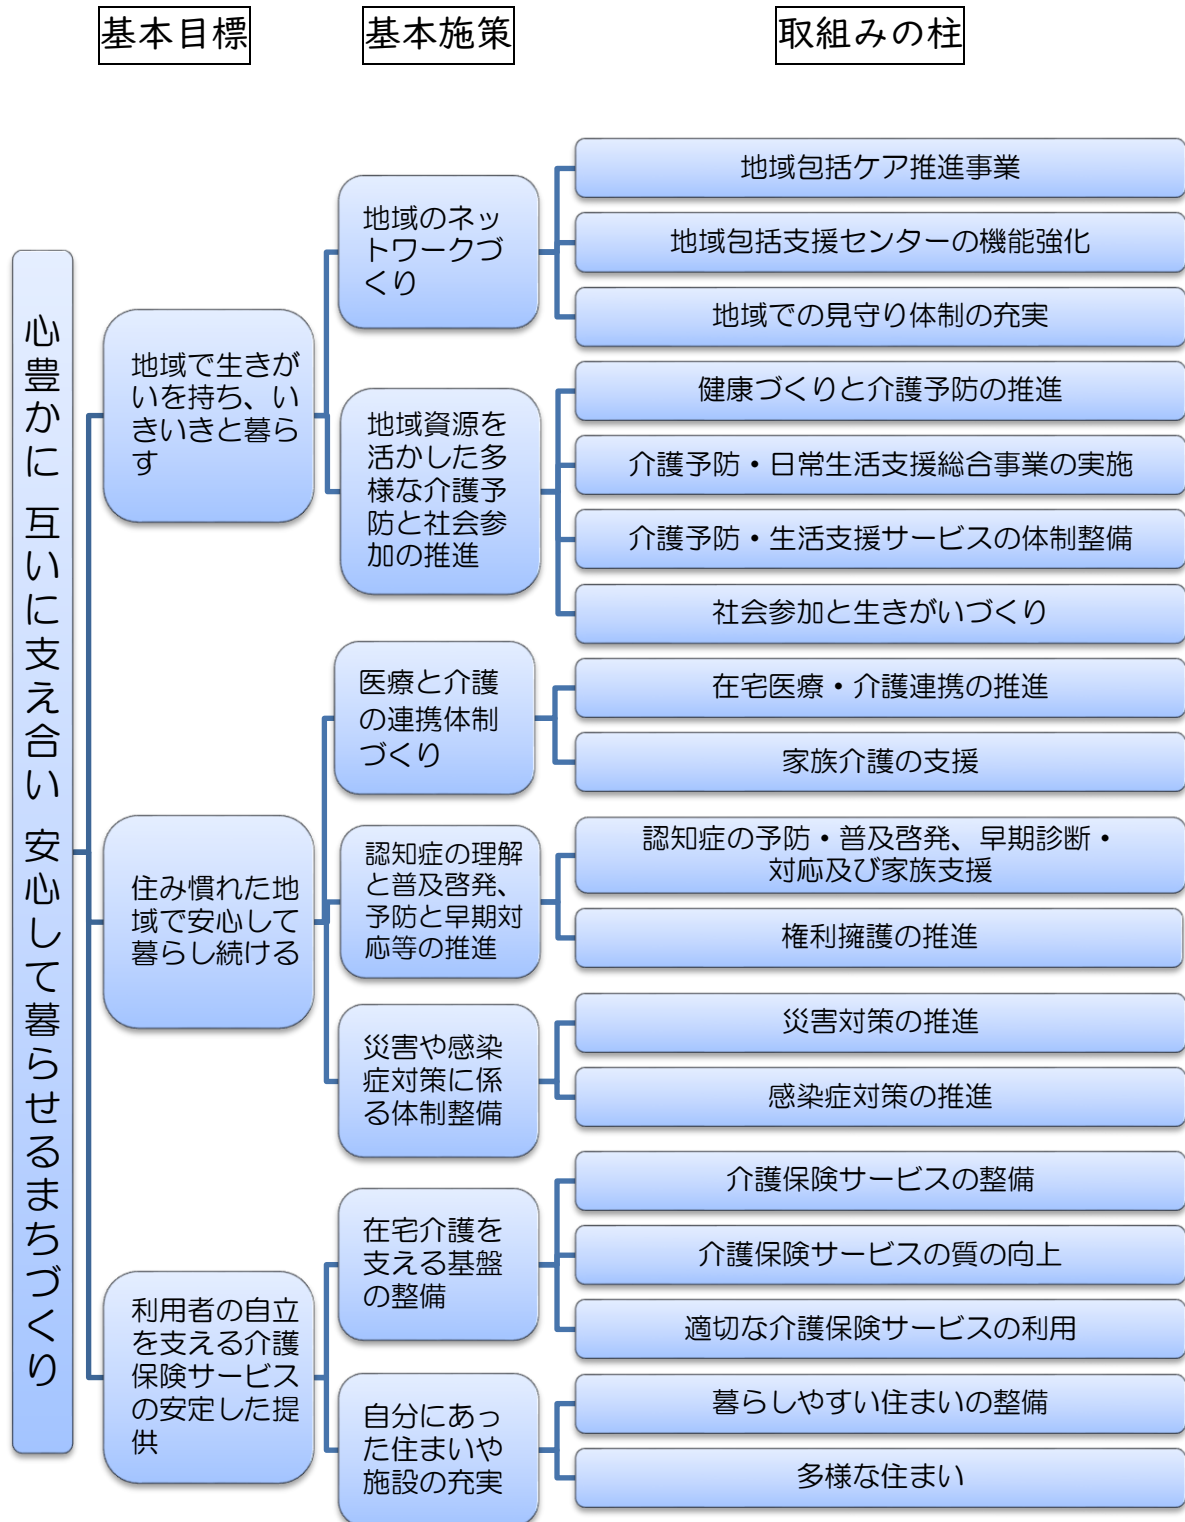 基本目標
基本施策
取組みの柱
心豊かに 互いに支え合い 安心して暮らせるまちづくり
地域で生きが
いを持ち、い
きいきと暮ら
す
地域のネッ
トワークづ
くり
地域包括ケア推進事業
地域包括支援センターの機能強化
地域での見守り体制の充実
地域資源を
活かした多
様な介護予
防と社会参
加の推進
健康づくりと介護予防の推進
介護予防・日常生活支援総合事業の実施
介護予防・生活支援サービスの体制整備
社会参加と生きがいづくり
住み慣れた地
域で安心して
暮らし続ける
医療と介護
の連携体制
づくり
在宅医療・介護連携の推進
家族介護の支援
認知症の理解
と普及啓発、
予防と早期対
応等の推進
認知症の予防・普及啓発、早期診断・
対応及び家族支援
権利擁護の推進
災害や感染
症対策に係
る体制整備
災害対策の推進
感染症対策の推進
利用者の自立
を支える介護
保険サービス
の安定した提
供
在宅介護を
支える基盤
の整備
介護保険サービスの整備
介護保険サービスの質の向上
適切な介護保険サービスの利用
自分にあっ
た住まいや
施設の充実
暮らしやすい住まいの整備
多様な住まい